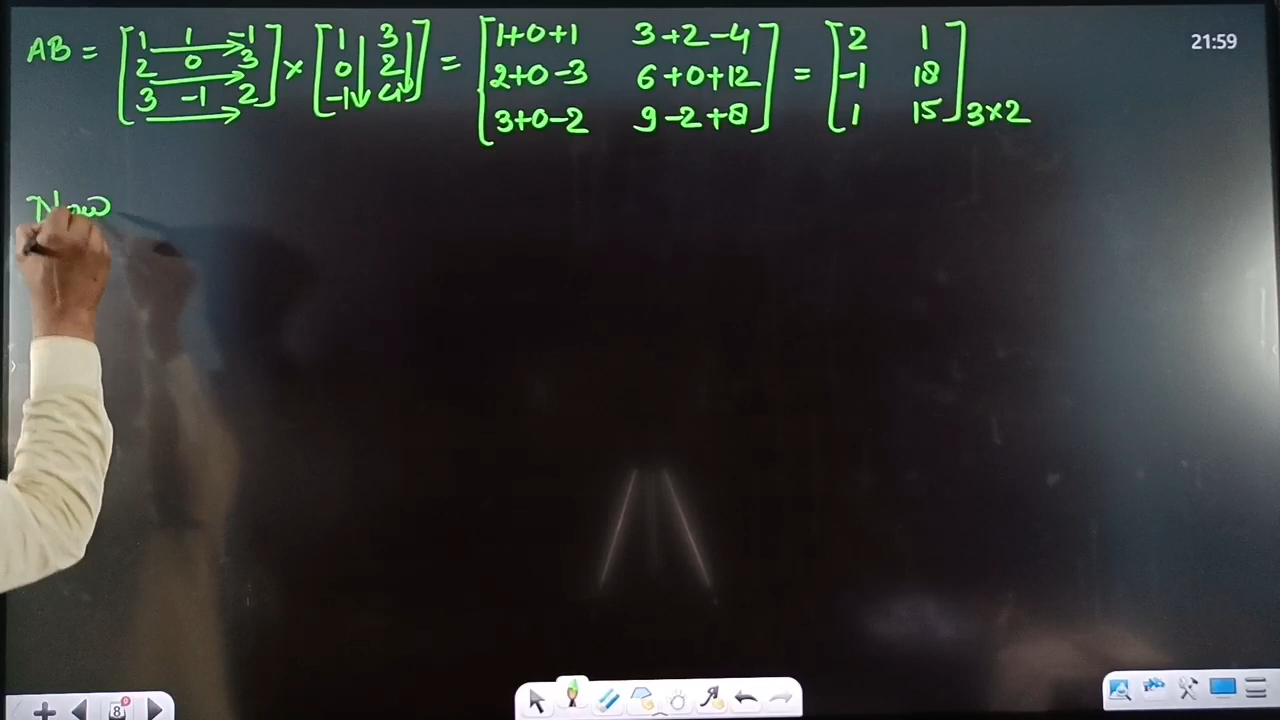 AB = [1 1 -1 × [1 3 = [1+0+1 3+2-4 = [2 1
2 0 3 0 2 2+0-3 6+0+12 -1 18
3 -1 2] -1 4] 3+0-2 9-2+8] 1 15]3×2
21:59
Now
8